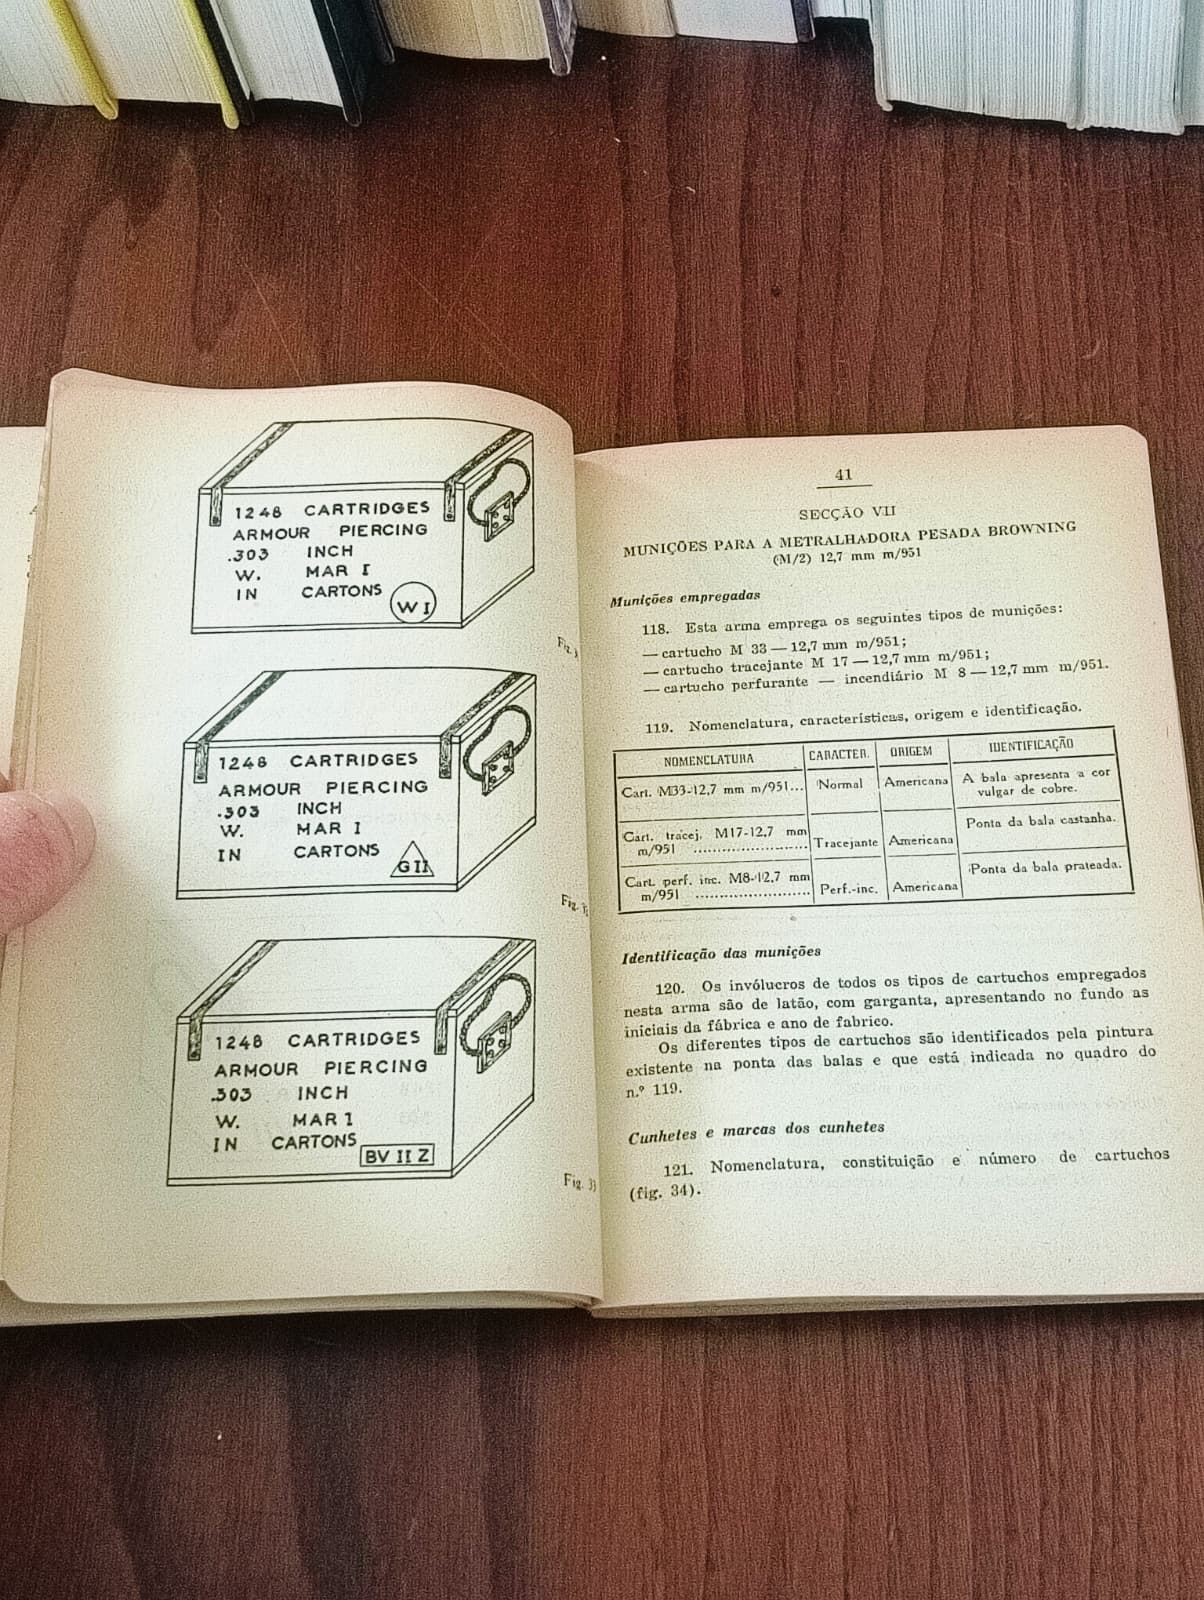 1248 CARTRIDGES
ARMOUR PIERCING
.303 INCH
W. MAR I
IN CARTONS
W I
Fig.
1248 CARTRIDGES
ARMOUR PIERCING
.303 INCH
W. MAR I
IN CARTONS
G II
Fig.
1248 CARTRIDGES
ARMOUR PIERCING
.303 INCH
W. MAR 1
IN CARTONS
BV II Z
Fig. 33
41
SECÇÃO VII
MUNIÇÕES PARA A METRALHADORA PESADA BROWNING
(M/2) 12,7 mm m/951
Munições empregadas
118. Esta arma emprega os seguintes tipos de munições:
— cartucho M 33 — 12,7 mm m/951;
— cartucho tracejante M 17 — 12,7 mm m/951;
— cartucho perfurante — incendiário M 8 — 12,7 mm m/951.
119. Nomenclatura, características, origem e identificação.
NOMENCLATURA CARACTER. ORIGEM IDENTIFICAÇÃO
Cart. M33-12,7 mm m/951... Normal Americana A bala apresenta a cor
vulgar de cobre.
Cart. tracej. M17-12,7 mm
m/951 ........................ Tracejante Americana Ponta da bala castanha.
Cart. perf. inc. M8-12,7 mm
m/951 ........................ Perf.-inc. Americana Ponta da bala prateada.
Identificação das munições
120. Os invólucros de todos os tipos de cartuchos empregados
nesta arma são de latão, com garganta, apresentando no fundo as
iniciais da fábrica e ano de fabrico.
Os diferentes tipos de cartuchos são identificados pela pintura
existente na ponta das balas e que está indicada no quadro do
n.º 119.
Cunhetes e marcas dos cunhetes
121. Nomenclatura, constituição e número de cartuchos
(fig. 34).